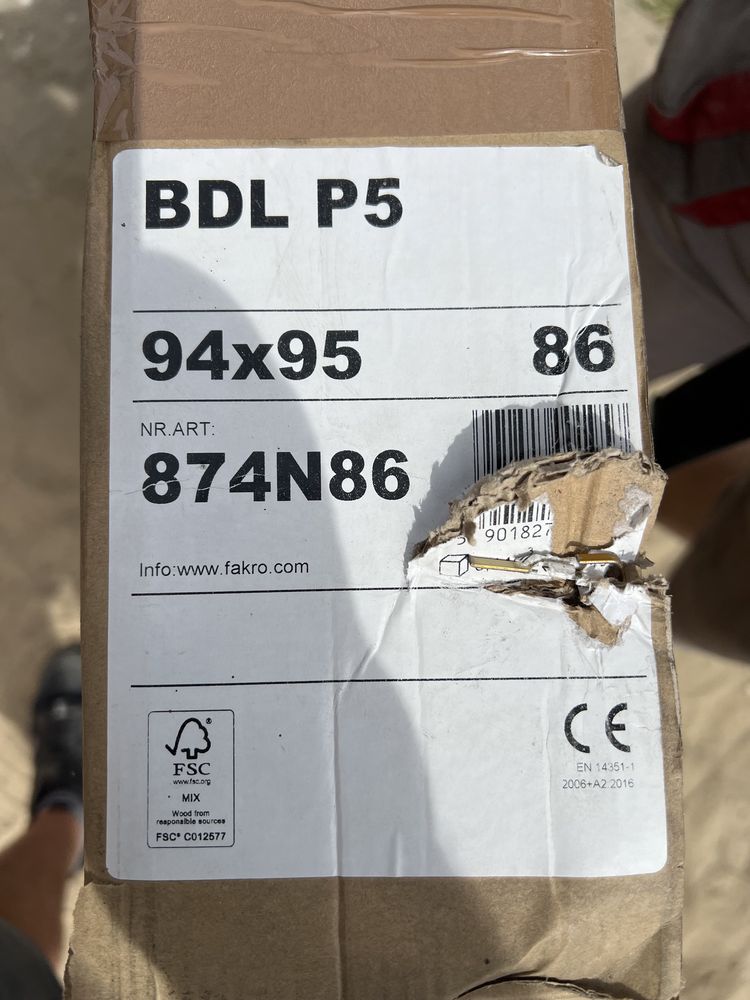 BDL P5
94x95 86
NR.ART:
874N86
901827
Info:www.fakro.com
®
FSC
www.fsc.org
MIX
Wood from
responsible sources
FSC® C012577
CE
EN 14351-1
2006+A2:2016